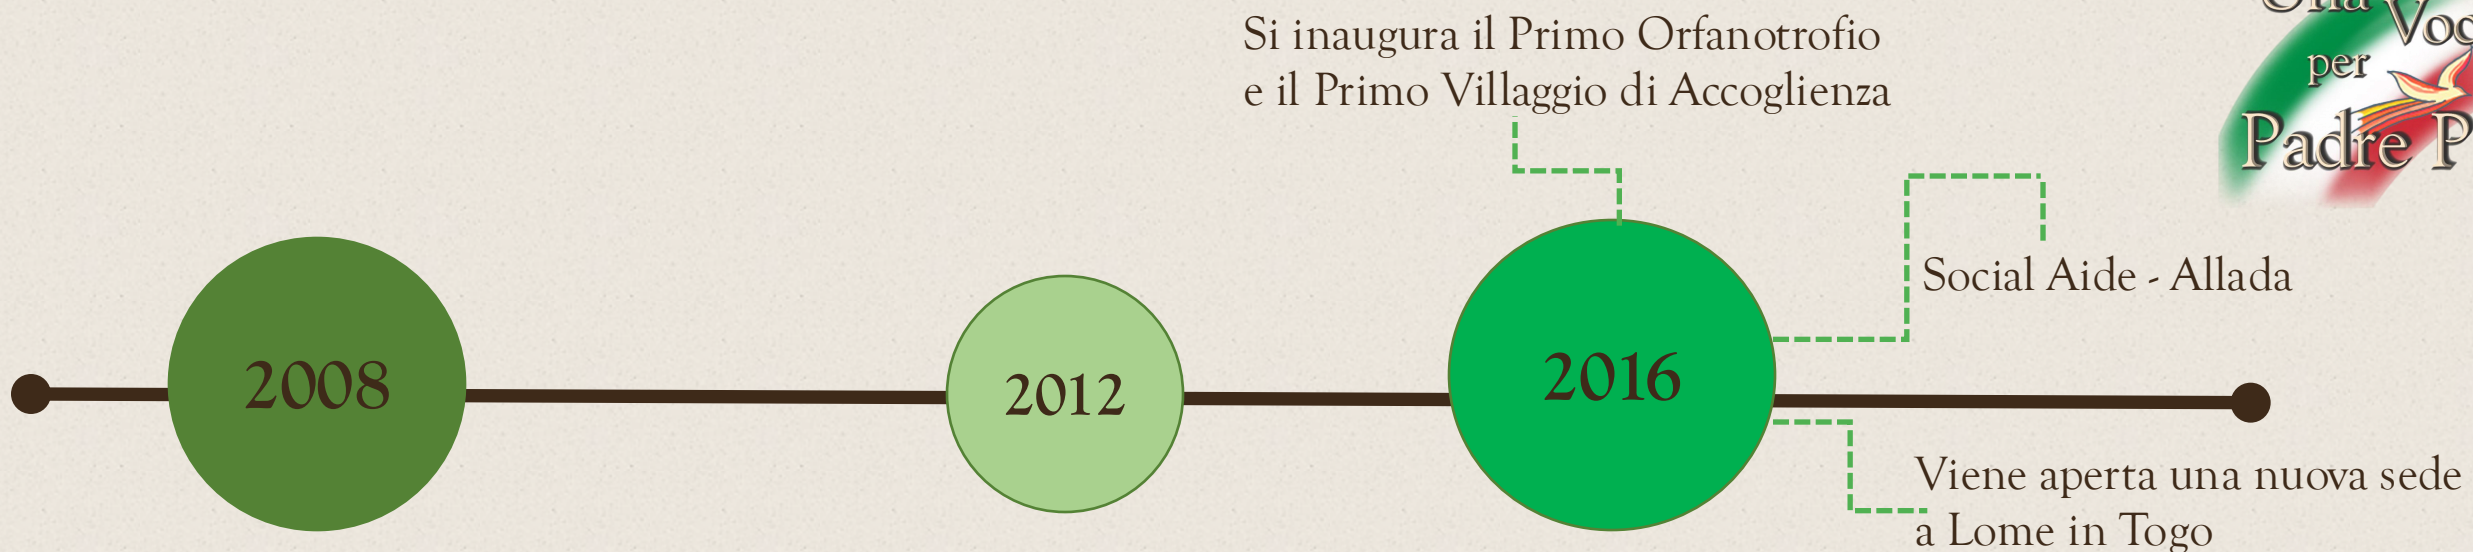 Si inaugura il Primo Orfanotrofio
e il Primo Villaggio di Accoglienza
per
Padre
Social Aide - Allada
2008
2012
2016
Viene aperta una nuova sede
a Lome in Togo